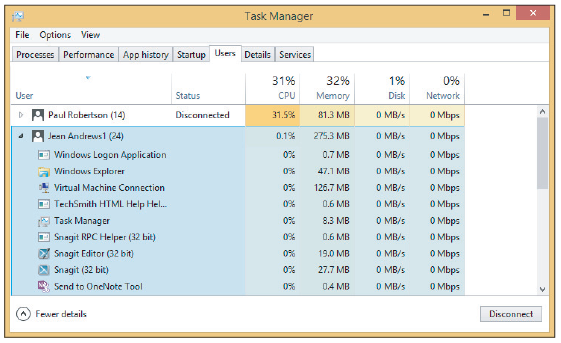 Task Manager
File Options View
Processes Performance App history Startup Users Details Services
31% 32% 1% 0%
User Status CPU Memory Disk Network
Paul Robertson (14) Disconnected 31.5% 81.3 MB 0 MB/s 0 Mbps
Jean Andrews1 (24) 0.1% 275.3 MB 0 MB/s 0 Mbps
Windows Logon Application 0% 0.7 MB 0 MB/s 0 Mbps
Windows Explorer 0% 47.1 MB 0 MB/s 0 Mbps
Virtual Machine Connection 0% 126.7 MB 0 MB/s 0 Mbps
TechSmith HTML Help Hel... 0% 0.6 MB 0 MB/s 0 Mbps
Task Manager 0% 8.3 MB 0 MB/s 0 Mbps
Snagit RPC Helper (32 bit) 0% 0.6 MB 0 MB/s 0 Mbps
Snagit Editor (32 bit) 0% 19.0 MB 0 MB/s 0 Mbps
Snagit (32 bit) 0% 27.7 MB 0 MB/s 0 Mbps
Send to OneNote Tool 0% 0.4 MB 0 MB/s 0 Mbps
Fewer details Disconnect